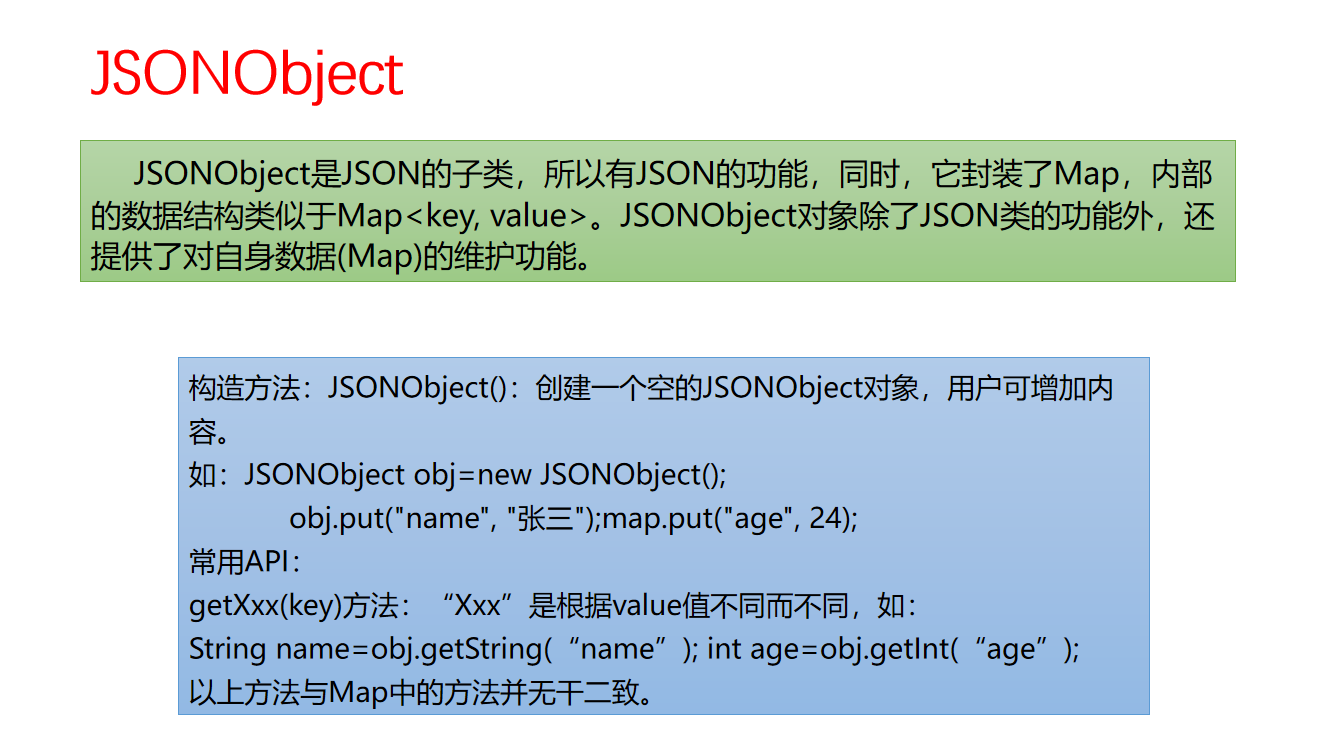 JSONObject
JSONObject是JSON的子类，所以有JSON的功能，同时，它封装了Map，内部
的数据结构类似于Map<key, value>。JSONObject对象除了JSON类的功能外，还
提供了对自身数据(Map)的维护功能。
构造方法：JSONObject()：创建一个空的JSONObject对象，用户可增加内
容。
如：JSONObject obj=new JSONObject();
obj.put("name", "张三");map.put("age", 24);
常用API：
getXxx(key)方法：“Xxx”是根据value值不同而不同，如：
String name=obj.getString(“name”); int age=obj.getInt(“age”);
以上方法与Map中的方法并无干二致。